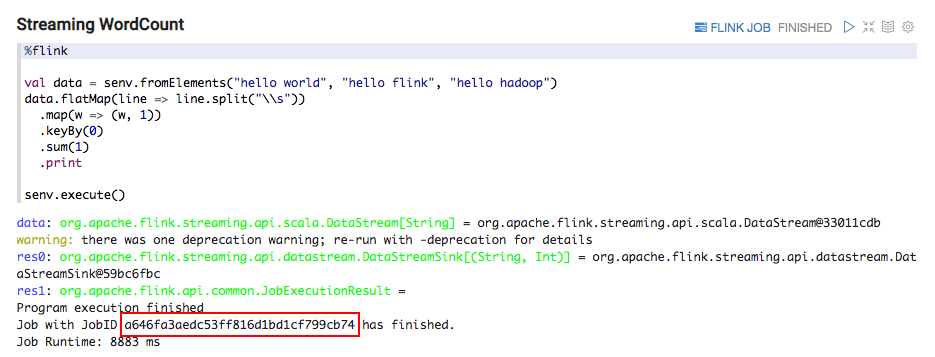 Streaming WordCount
FLINK JOB FINISHED
%flink
val data = senv.fromElements("hello world", "hello flink", "hello hadoop")
data.flatMap(line => line.split("\\s"))
.map(w => (w, 1))
.keyBy(0)
.sum(1)
.print
senv.execute()
data: org.apache.flink.streaming.api.scala.DataStream[String] = org.apache.flink.streaming.api.scala.DataStream@33011cdb
warning: there was one deprecation warning; re-run with -deprecation for details
res0: org.apache.flink.streaming.api.datastream.DataStreamSink[(String, Int)] = org.apache.flink.streaming.api.datastream.Dat
aStreamSink@59bc6fbc
res1: org.apache.flink.api.common.JobExecutionResult =
Program execution finished
Job with JobID a646fa3aedc53ff816d1bd1cf799cb74 has finished.
Job Runtime: 8883 ms